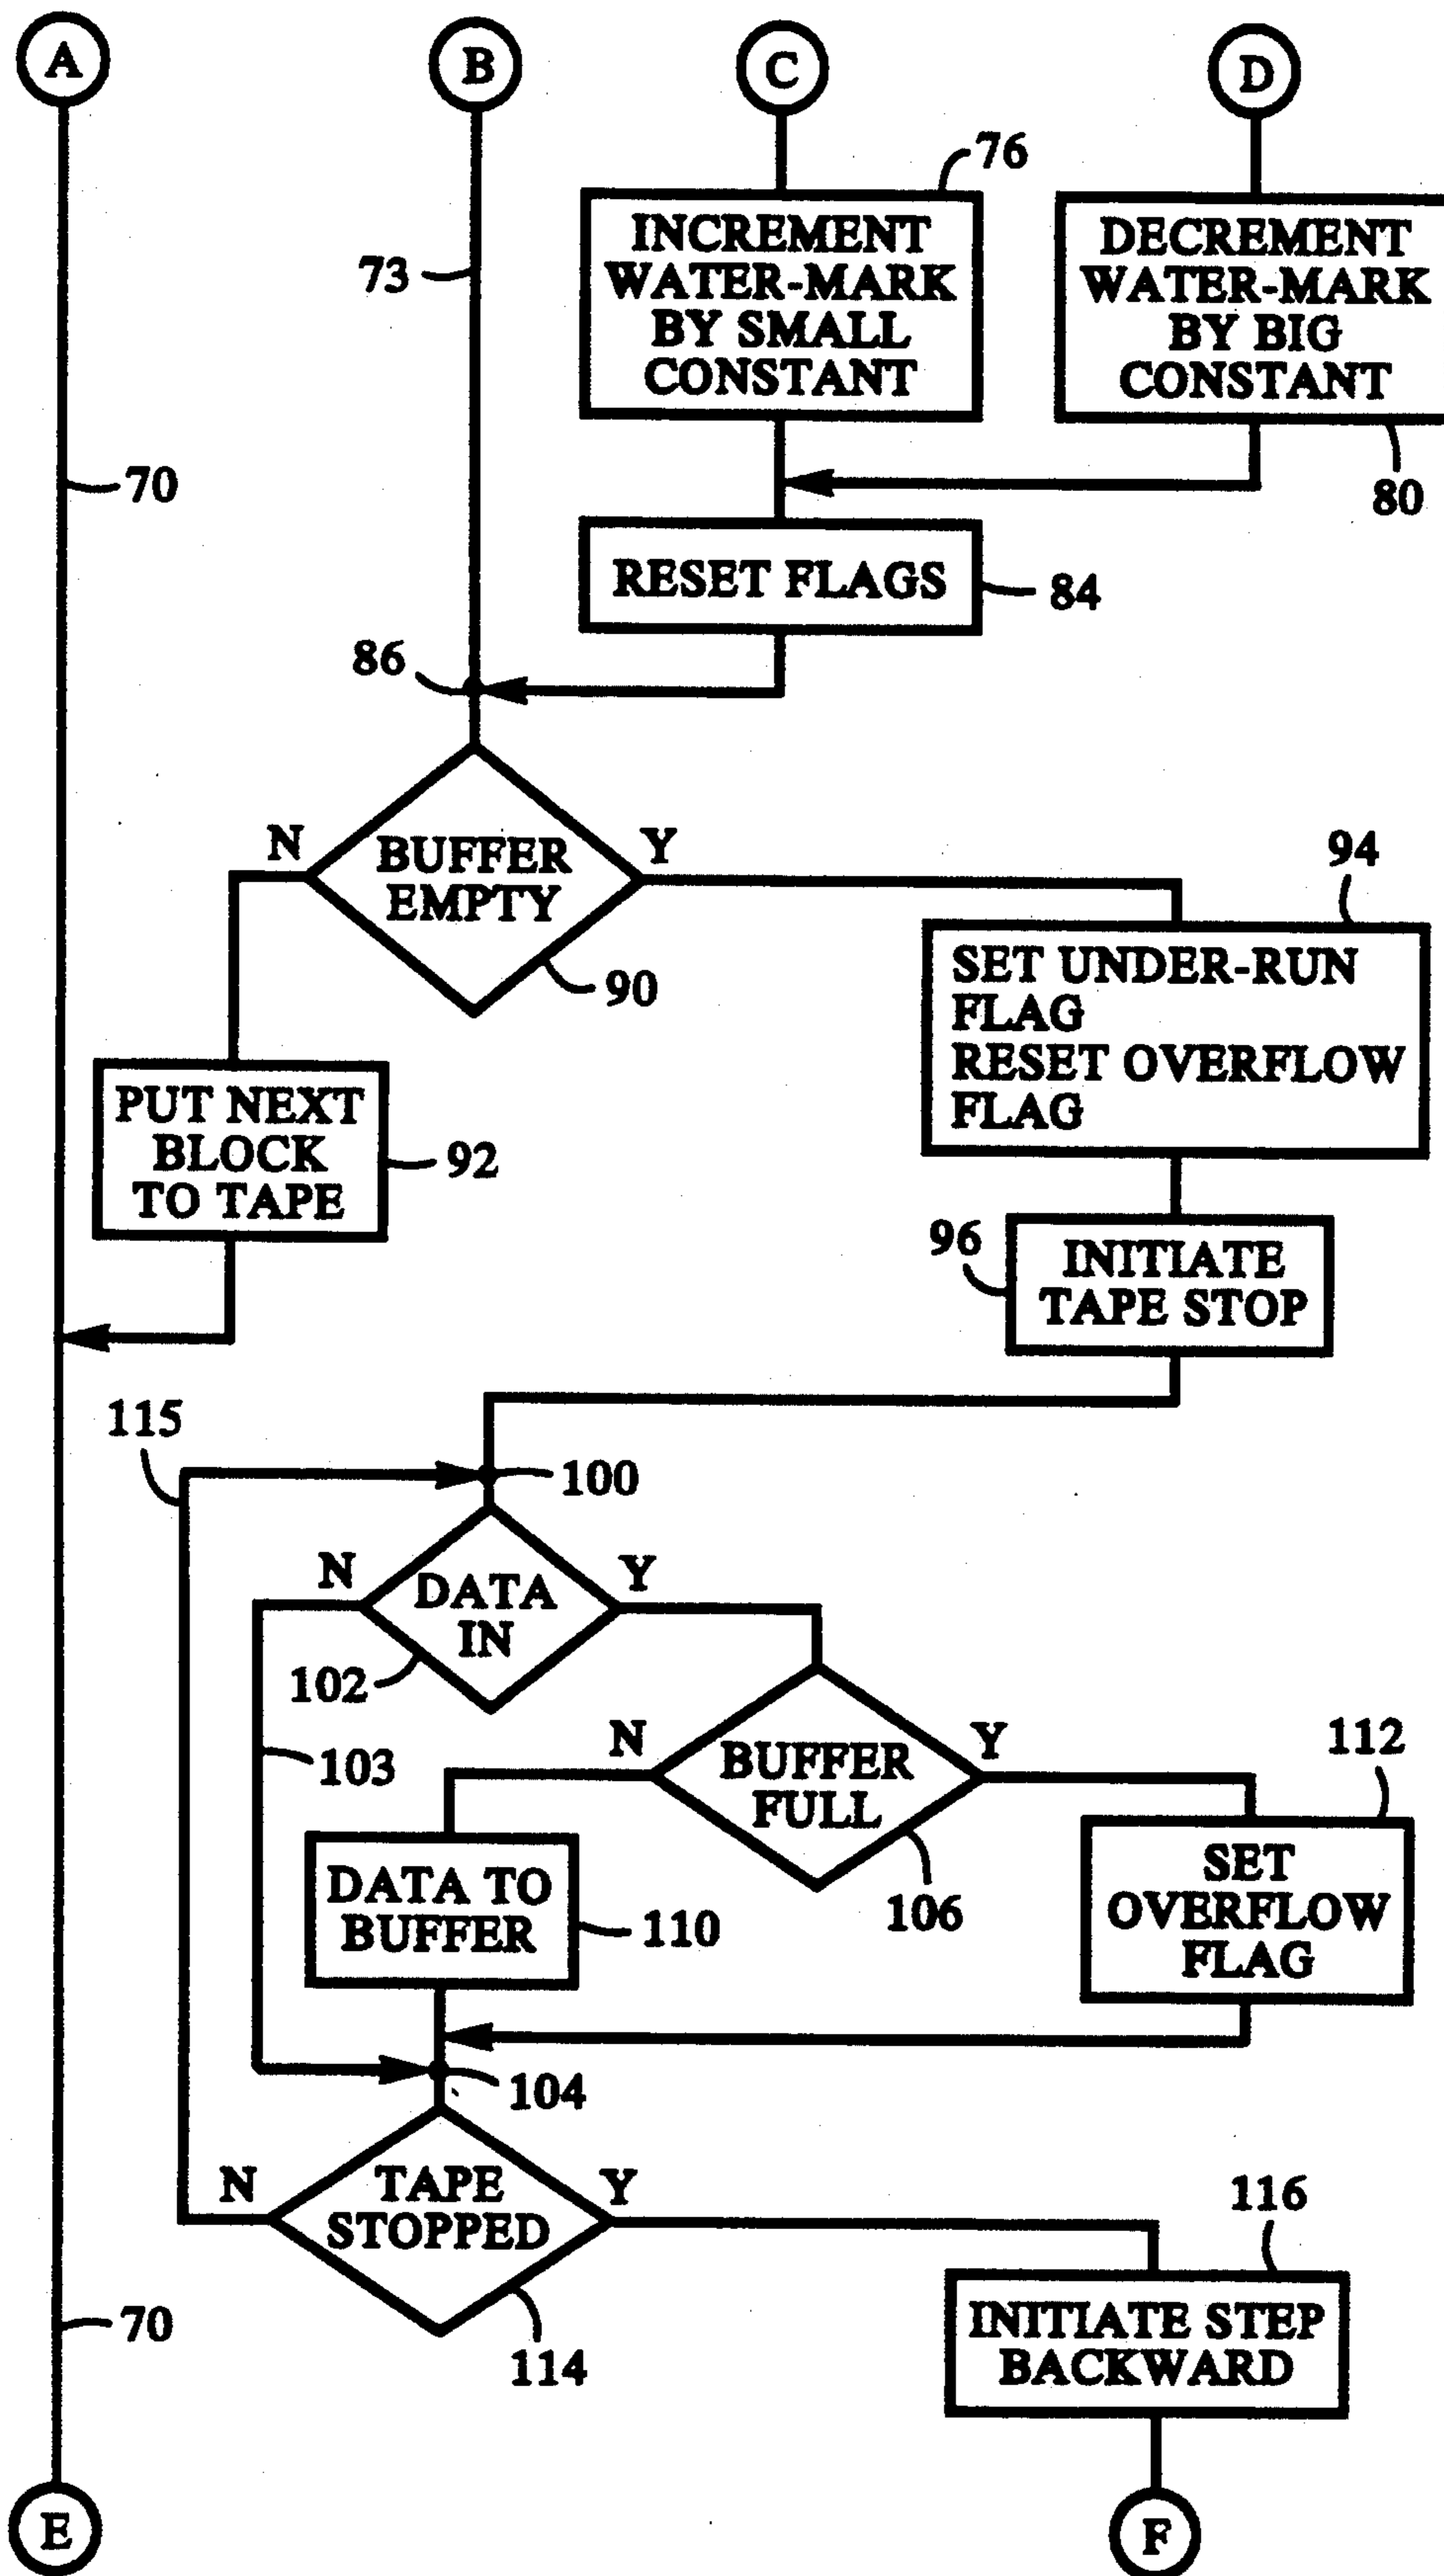 A
B
C
D
76
INCREMENT
WATER-MARK
BY SMALL
CONSTANT
DECREMENT
WATER-MARK
BY BIG
CONSTANT
73
70
80
RESET FLAGS
84
86
N
BUFFER
EMPTY
Y
90
94
SET UNDER-RUN
FLAG
RESET OVERFLOW
FLAG
PUT NEXT
BLOCK
TO TAPE
92
96
INITIATE
TAPE STOP
115
100
N
DATA
IN
Y
102
103
N
BUFFER
FULL
Y
106
112
SET
OVERFLOW
FLAG
DATA TO
BUFFER
110
104
N
TAPE
STOPPED
Y
114
116
INITIATE STEP
BACKWARD
70
E
F